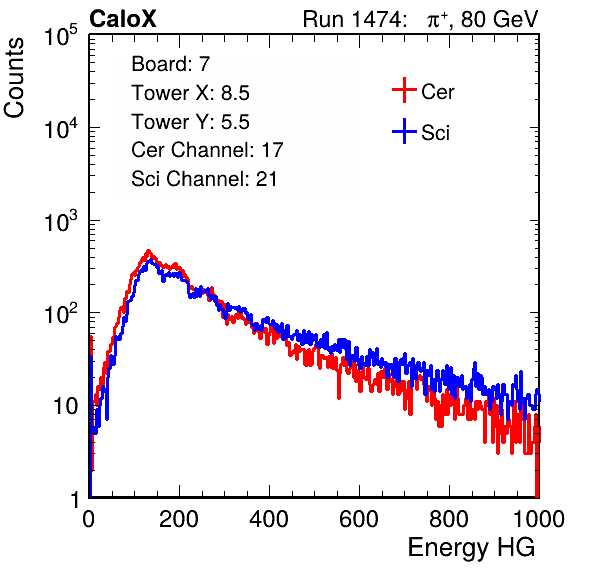 CaloX Run 1474: π⁺, 80 GeV
Counts
10⁵
10⁴
10³
10²
10
1
Board: 7
Tower X: 8.5
Tower Y: 5.5
Cer Channel: 17
Sci Channel: 21
Cer
Sci
0 200 400 600 800 1000
Energy HG